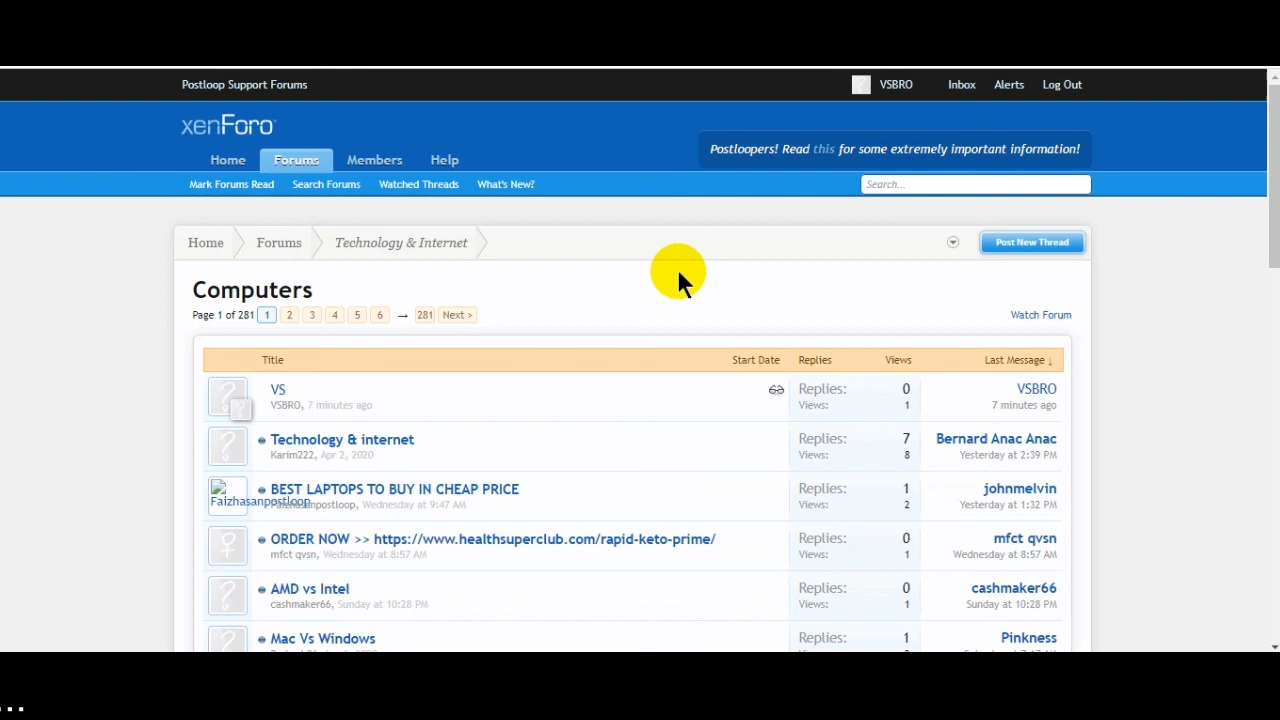 Postloop Support Forums VSBRO Inbox Alerts Log Out
xenForo
Home Forums Members Help
Postloopers! Read this for some extremely important information!
Mark Forums Read Search Forums Watched Threads What's New? Search...
Home Forums Technology & Internet Post New Thread
Computers
Page 1 of 281 1 2 3 4 5 6 → 281 Next > Watch Forum
Title Start Date Replies Views Last Message ↓
VS Replies: 0 VSBRO
VSBRO, 7 minutes ago Views: 1 7 minutes ago
Technology & internet Replies: 7 Bernard Anac Anac
Karim222, Apr 2, 2020 Views: 8 Yesterday at 2:39 PM
BEST LAPTOPS TO BUY IN CHEAP PRICE Replies: 1 johnmelvin
Faizhasanpostloop Faizhasanpostloop, Wednesday at 9:47 AM Views: 2 Yesterday at 1:32 PM
ORDER NOW >> https://www.healthsuperclub.com/rapid-keto-prime/ Replies: 0 mfct qvsn
mfct qvsn, Wednesday at 8:57 AM Views: 1 Wednesday at 8:57 AM
AMD vs Intel Replies: 0 cashmaker66
cashmaker66, Sunday at 10:28 PM Views: 1 Sunday at 10:28 PM
Mac Vs Windows Replies: 1 Pinkness
...